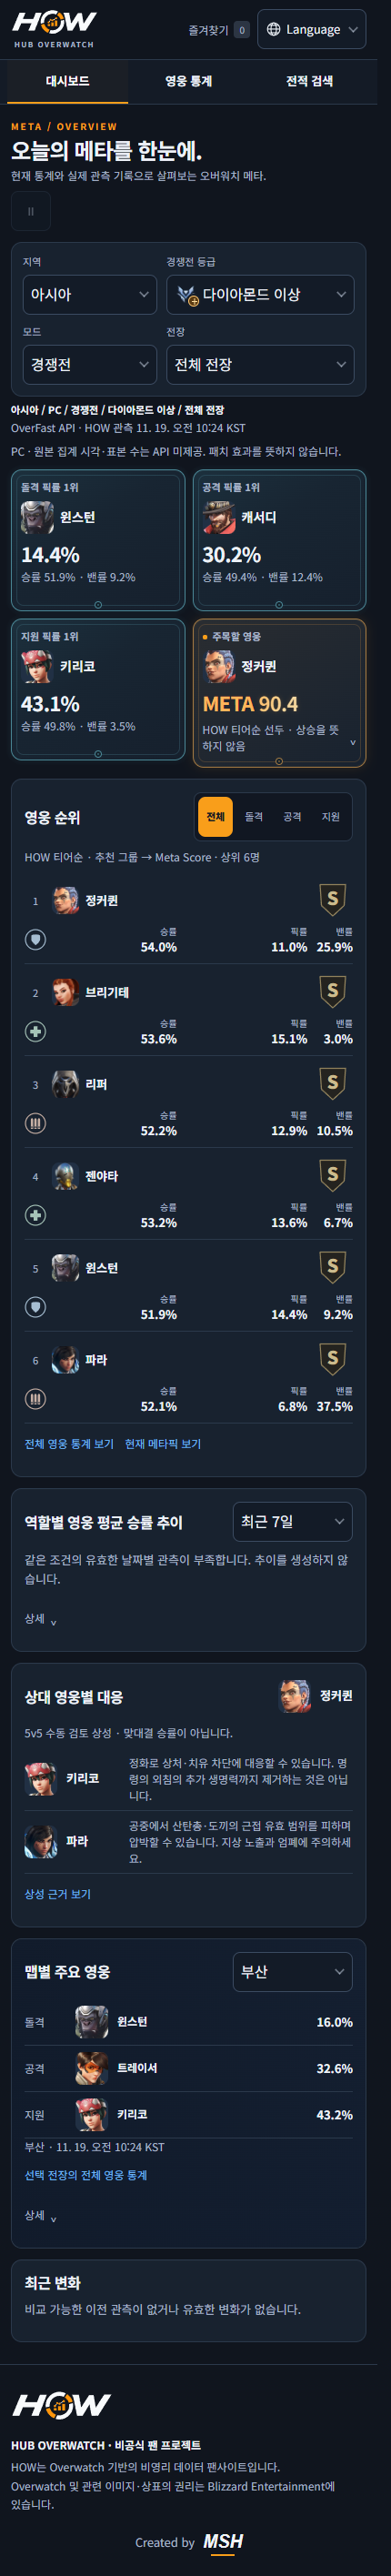 HOW
HUB OVERWATCH
즐겨찾기 0
Language
대시보드 영웅 통계 전적 검색
META / OVERVIEW
오늘의 메타를 한눈에.
현재 통계와 실제 관측 기록으로 살펴보는 오버워치 메타.
지역 경쟁전 등급
아시아 다이아몬드 이상
모드 전장
경쟁전 전체 전장
아시아 / PC / 경쟁전 / 다이아몬드 이상 / 전체 전장
OverFast API · HOW 관측 11. 19. 오전 10:24 KST
PC · 원본 집계 시각·표본 수는 API 미제공. 패치 효과를 뜻하지 않습니다.
돌격 픽률 1위
윈스턴
14.4%
승률 51.9% · 밴률 9.2%
공격 픽률 1위
캐서디
30.2%
승률 49.4% · 밴률 12.4%
지원 픽률 1위
키리코
43.1%
승률 49.8% · 밴률 3.5%
주목할 영웅
정커퀸
META 90.4
HOW 티어순 선두 · 상승을 뜻
하지 않음
영웅 순위
전체 돌격 공격 지원
HOW 티어순 · 추천 그룹 → Meta Score · 상위 6명
1 정커퀸 S
승률 픽률 밴률
54.0% 11.0% 25.9%
2 브리기테 S
승률 픽률 밴률
53.6% 15.1% 3.0%
3 리퍼 S
승률 픽률 밴률
52.2% 12.9% 10.5%
4 젠야타 S
승률 픽률 밴률
53.2% 13.6% 6.7%
5 윈스턴 S
승률 픽률 밴률
51.9% 14.4% 9.2%
6 파라 S
승률 픽률 밴률
52.1% 6.8% 37.5%
전체 영웅 통계 보기 현재 메타픽 보기
역할별 영웅 평균 승률 추이 최근 7일
같은 조건의 유효한 날짜별 관측이 부족합니다. 추이를 생성하지 않
습니다.
상세
상대 영웅별 대응 정커퀸
5v5 수동 검토 상성 · 맞대결 승률이 아닙니다.
키리코
정화로 상처·치유 차단에 대응할 수 있습니다. 명
령의 외침의 추가 생명력까지 제거하는 것은 아닙
니다.
파라
공중에서 산탄총·도끼의 근접 유효 범위를 피하며
압박할 수 있습니다. 지상 노출과 엄폐에 주의하세
요.
상성 근거 보기
맵별 주요 영웅 부산
돌격 윈스턴 16.0%
공격 트레이서 32.6%
지원 키리코 43.2%
부산 · 11. 19. 오전 10:24 KST
선택 전장의 전체 영웅 통계
상세
최근 변화
비교 가능한 이전 관측이 없거나 유효한 변화가 없습니다.
HOW
HUB OVERWATCH · 비공식 팬 프로젝트
HOW는 Overwatch 기반의 비영리 데이터 팬사이트입니다.
Overwatch 및 관련 이미지·상표의 권리는 Blizzard Entertainment에
있습니다.
Created by MSH